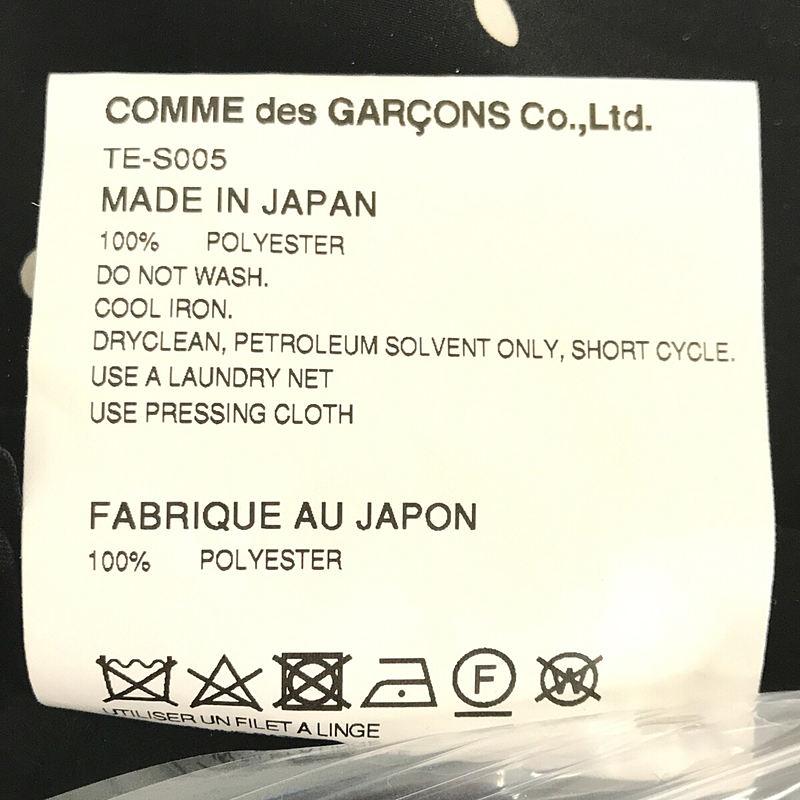 COMME des GARÇONS Co.,Ltd.
TE-S005
MADE IN JAPAN
100% POLYESTER
DO NOT WASH.
COOL IRON.
DRYCLEAN, PETROLEUM SOLVENT ONLY, SHORT CYCLE.
USE A LAUNDRY NET
USE PRESSING CLOTH
FABRIQUE AU JAPON
100% POLYESTER
F W
UTILISER UN FILET A LINGE